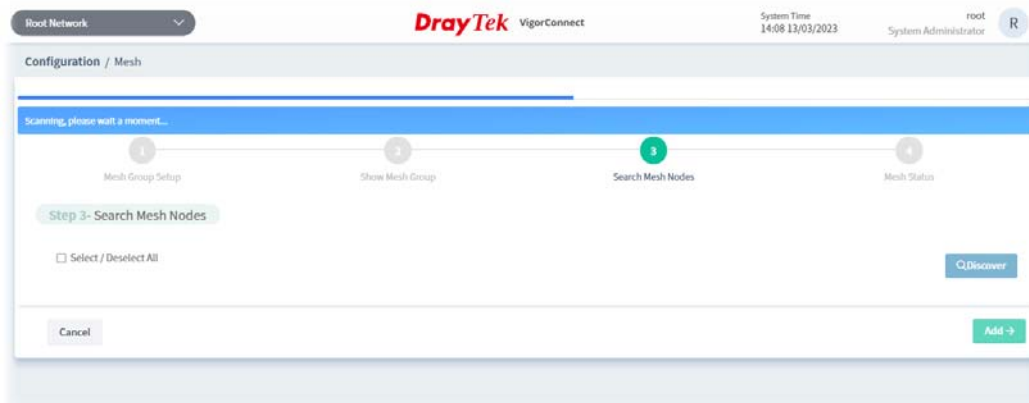 Root Network
DrayTek VigorConnect
System Time
14:08 13/03/2023
root
System Administrator
R
Configuration / Mesh
Scanning, please wait a moment...
1
2
3
4
Mesh Group Setup
Show Mesh Group
Search Mesh Nodes
Mesh Status
Step 3- Search Mesh Nodes
Select / Deselect All
Discover
Cancel
Add →